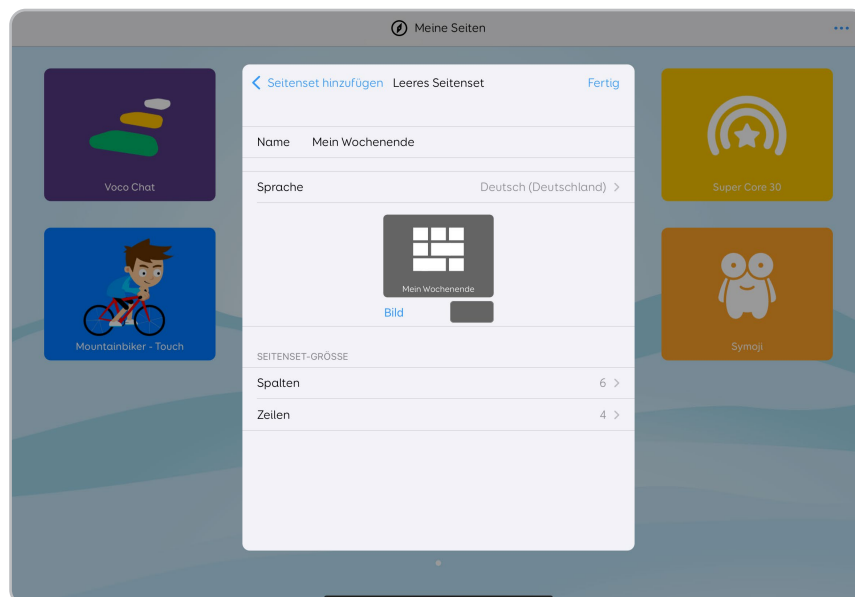 Meine Seiten
Seitenset hinzufügen Leeres Seitenset Fertig
Name Mein Wochenende
Sprache Deutsch (Deutschland)
Mein Wochenende
Bild
SEITENSET-GRÖSSE
Spalten 6
Zeilen 4
Voco Chat
Super Core 30
Mountainbiker - Touch
Symoji